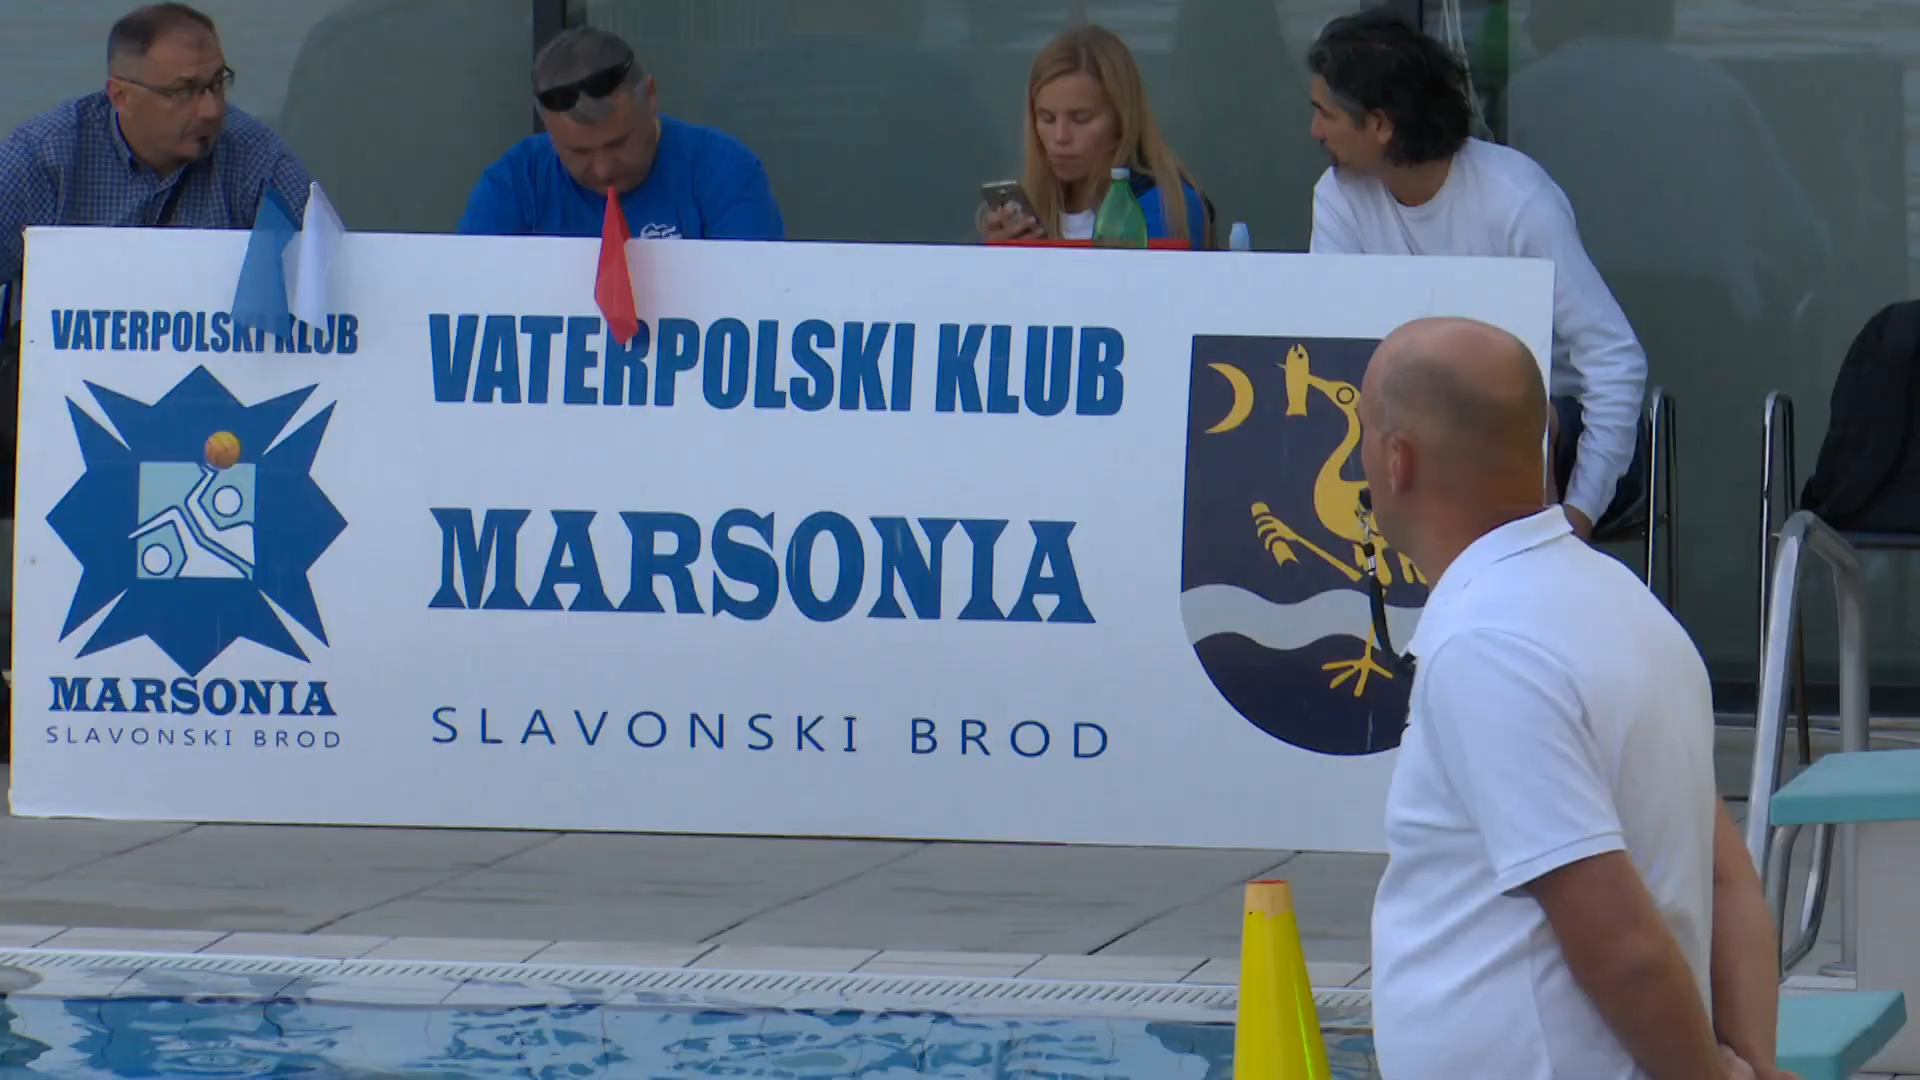 VATERPOLSKI KLUB
MARSONIA
SLAVONSKI BROD
VATERPOLSKI KLUB
MARSONIA
SLAVONSKI BROD